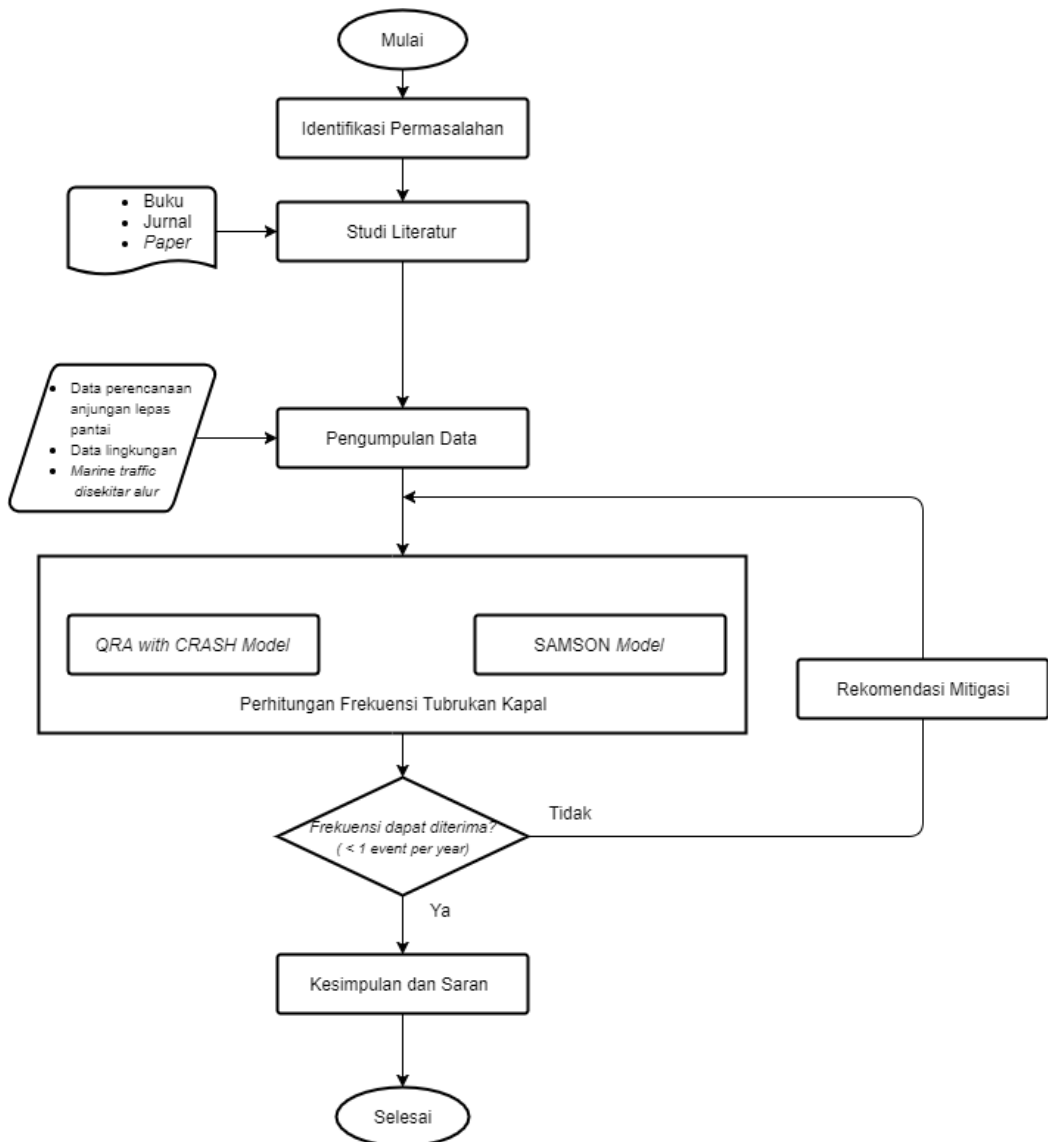 Mulai
Identifikasi Permasalahan
• Buku
• Jurnal
• Paper
Studi Literatur
• Data perencanaan
anjungan lepas
pantai
• Data lingkungan
• Marine traffic
disekitar alur
Pengumpulan Data
QRA with CRASH Model
SAMSON Model
Perhitungan Frekuensi Tubrukan Kapal
Rekomendasi Mitigasi
Frekuensi dapat diterima?
( < 1 event per year)
Tidak
Ya
Kesimpulan dan Saran
Selesai